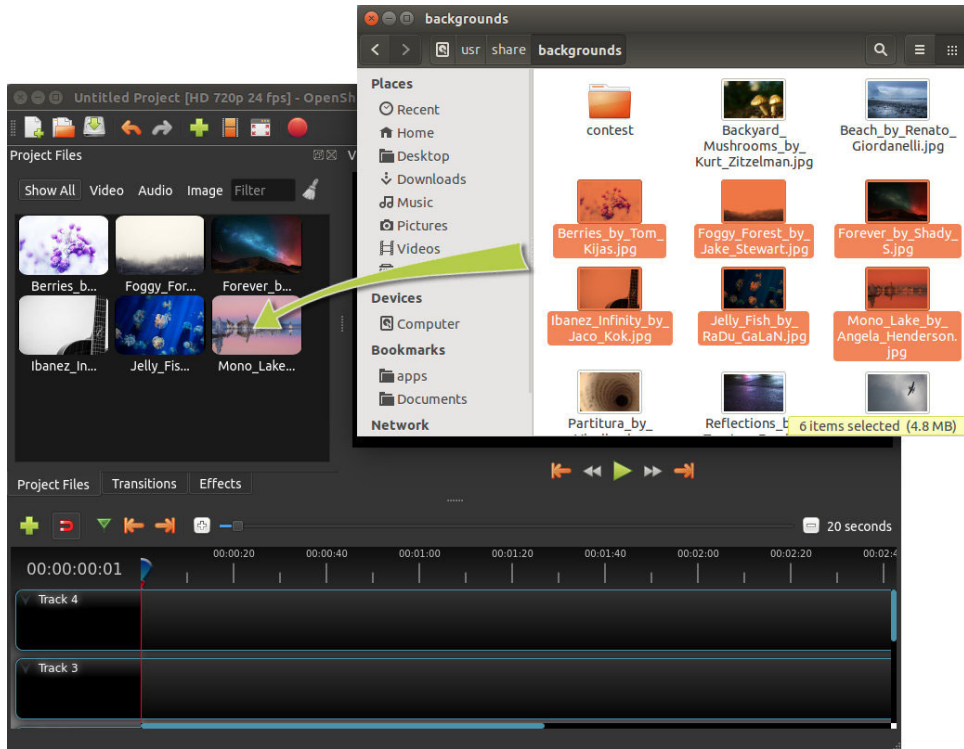 backgrounds
usr share backgrounds
Places
Recent
Home
Desktop
Downloads
Music
Pictures
Videos
Devices
Computer
Bookmarks
apps
Documents
Network
contest
Backyard_
Mushrooms_by_
Kurt_Zitzelman.jpg
Beach_by_Renato_
Giordanelli.jpg
Berries_by_Tom_
Kijas.jpg
Foggy_Forest_by_
Jake_Stewart.jpg
Forever_by_Shady_
S.jpg
Ibanez_Infinity_by_
Jaco_Kok.jpg
Jelly_Fish_by_
RaDu_GaLaN.jpg
Mono_Lake_by_
Angela_Henderson.
jpg
Partitura_by_
Reflections_b
6 items selected (4.8 MB)
Untitled Project [HD 720p 24 fps] - OpenSh
Project Files
V
Show All Video Audio Image Filter
Berries_b...
Foggy_For...
Forever_b...
Ibanez_In...
Jelly_Fis...
Mono_Lake...
Project Files Transitions Effects
20 seconds
00:00:00:01
00:00:20 00:00:40 00:01:00 00:01:20 00:01:40 00:02:00 00:02:20 00:02:4
Track 4
Track 3